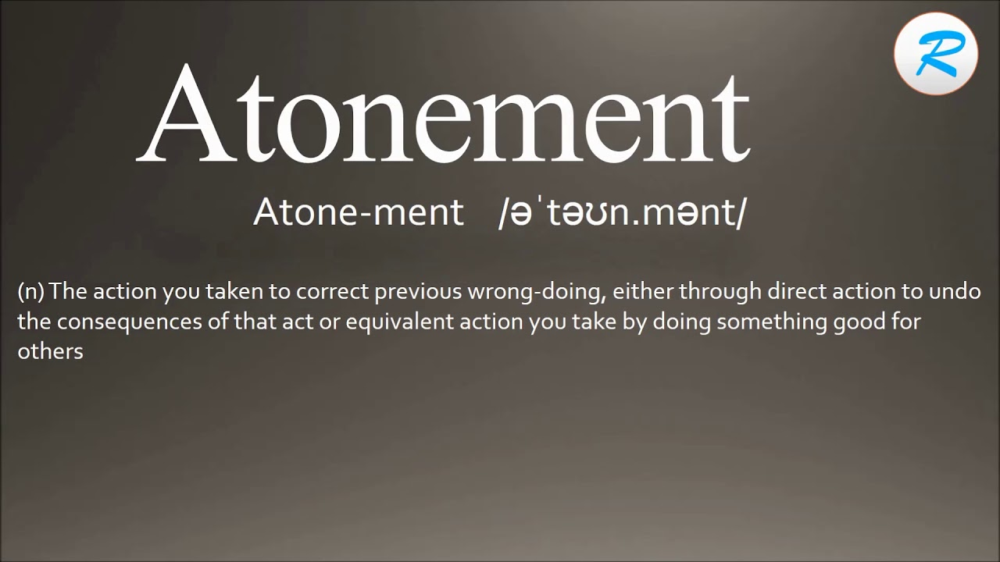 R
Atonement
Atone-ment /əˈtəʊn.mənt/
(n) The action you taken to correct previous wrong-doing, either through direct action to undo
the consequences of that act or equivalent action you take by doing something good for
others